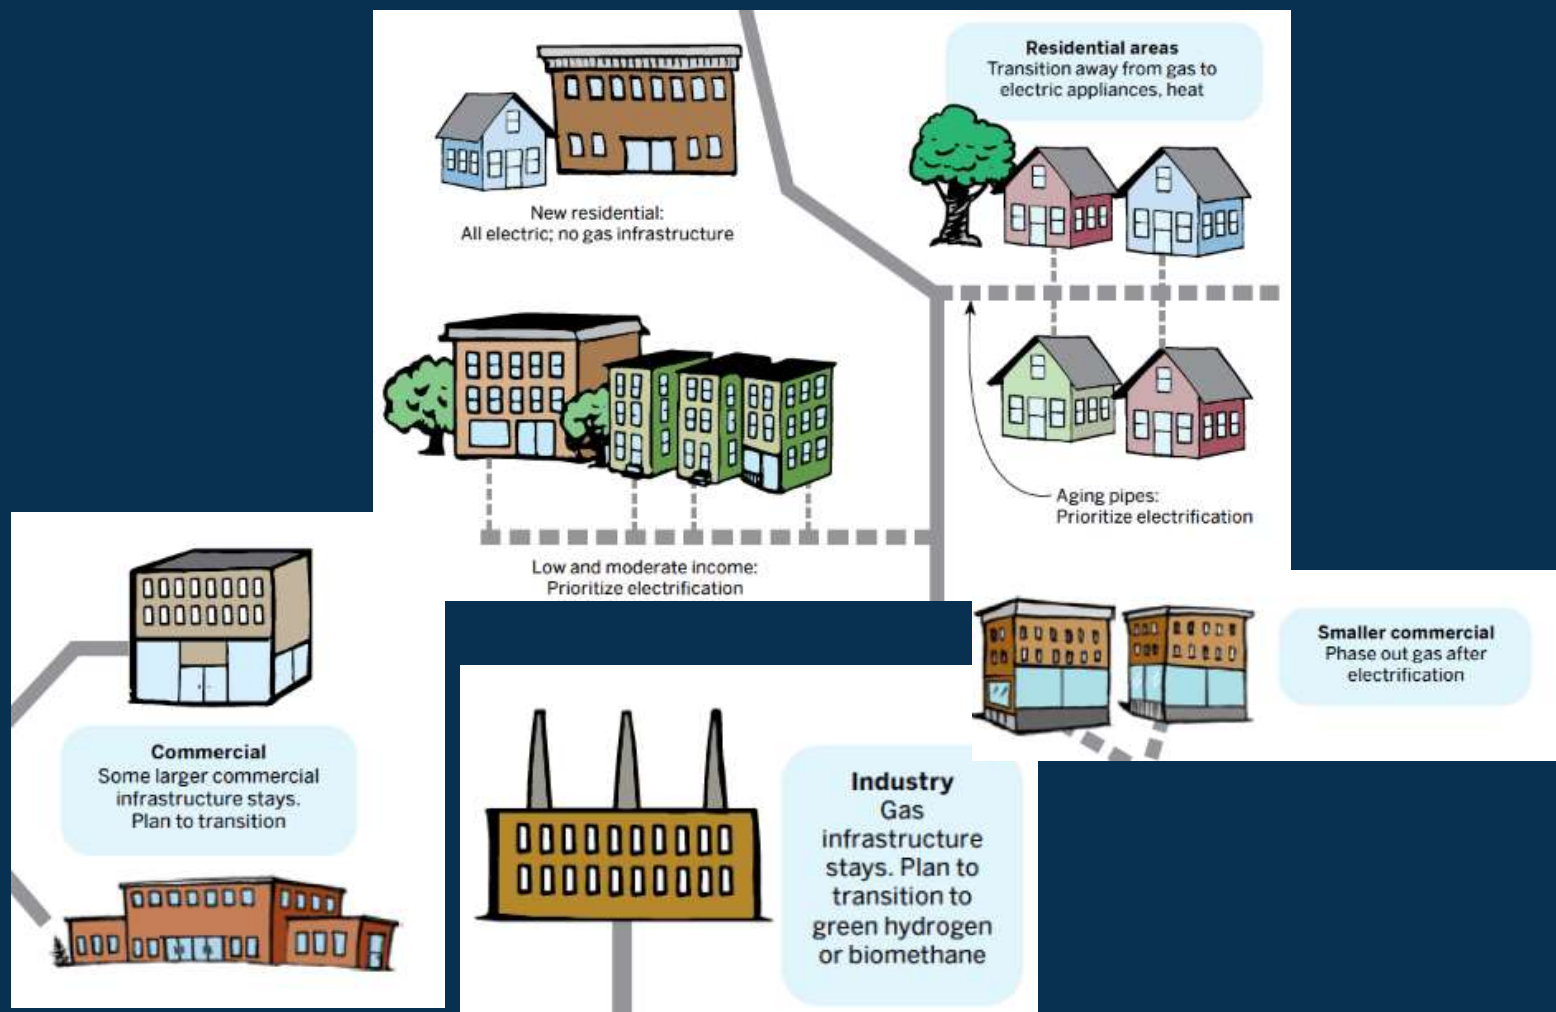 New residential:
All electric; no gas infrastructure
Residential areas
Transition away from gas to
electric appliances, heat
Aging pipes:
Prioritize electrification
Low and moderate income:
Prioritize electrification
Commercial
Some larger commercial
infrastructure stays.
Plan to transition
Industry
Gas
infrastructure
stays. Plan to
transition to
green hydrogen
or biomethane
Smaller commercial
Phase out gas after
electrification